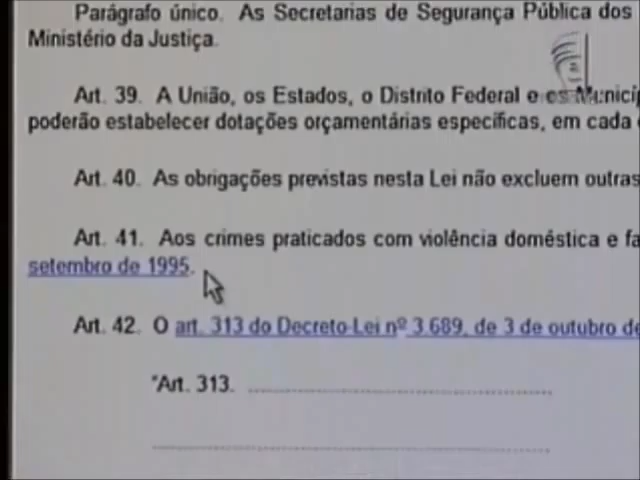 Parágrafo único. As Secretarias de Segurança Pública dos
Ministério da Justiça.
Art. 39. A União, os Estados, o Distrito Federal e os Municíp
poderão estabelecer dotações orçamentárias específicas, em cada
Art. 40. As obrigações previstas nesta Lei não excluem outras
Art. 41. Aos crimes praticados com violência doméstica e fa
setembro de 1995.
Art. 42. O art. 313 do Decreto-Lei nº 3.689, de 3 de outubro de
"Art. 313. ................................................
................................................